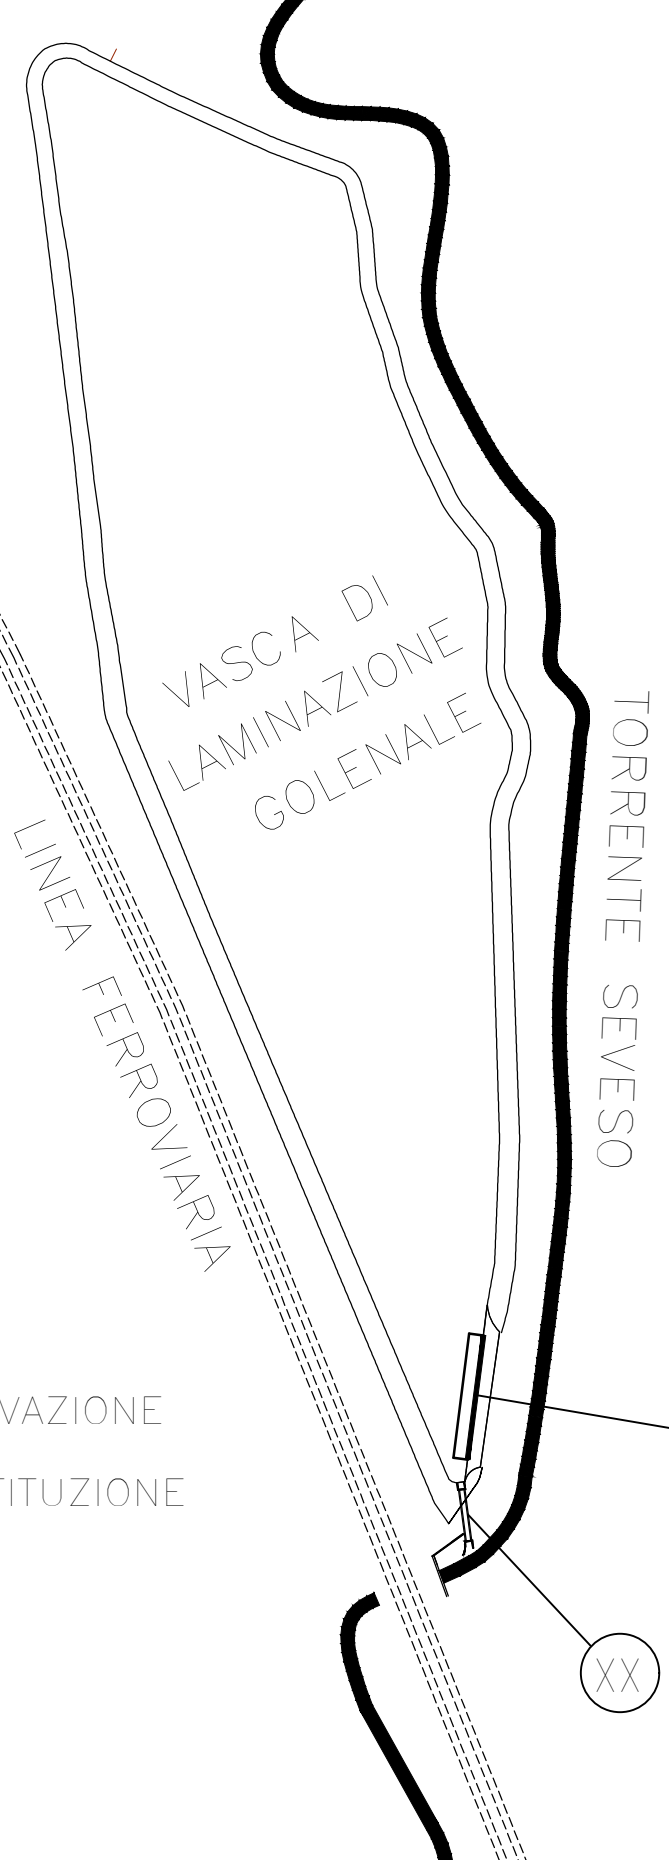 VASCA DI
LAMINAZIONE
GOLENALE
TORRENTE SEVESO
LINEA FERROVIARIA
VAZIONE
TITUZIONE
XX